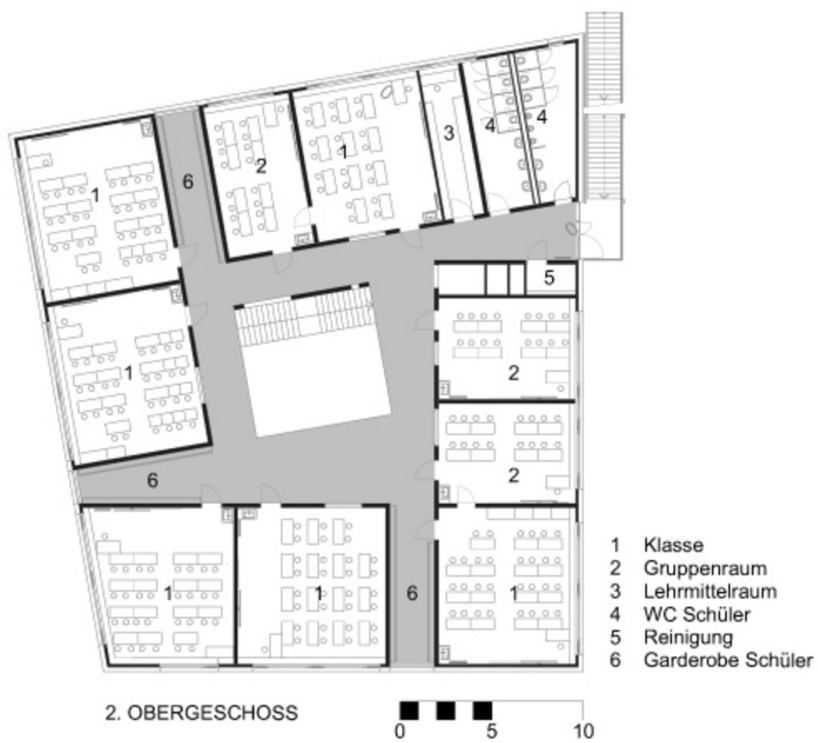 3
4
4
1
2
1
6
5
2
1
2
6
1
1
6
1
1 Klasse
2 Gruppenraum
3 Lehrmittelraum
4 WC Schüler
5 Reinigung
6 Garderobe Schüler
2. OBERGESCHOSS
0 5 10